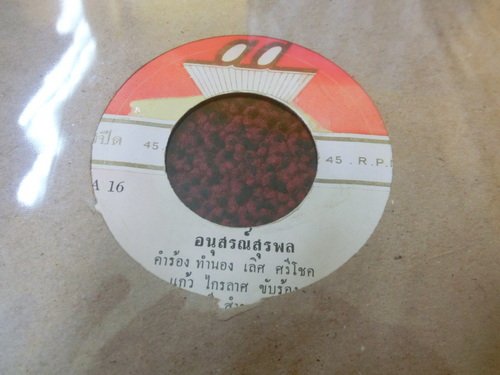 45.
45 . R.P.
A 16
อนุสรณ์สุรพล
คำร้อง ทำนอง เลิศ ศรีโชค
แก้ว ไกรลาศ ขับร้อง